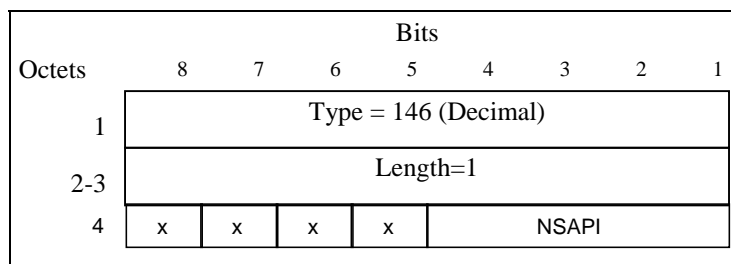 Bits
Octets 8 7 6 5 4 3 2 1
1 Type = 146 (Decimal)
2-3 Length=1
4 x x x x NSAPI